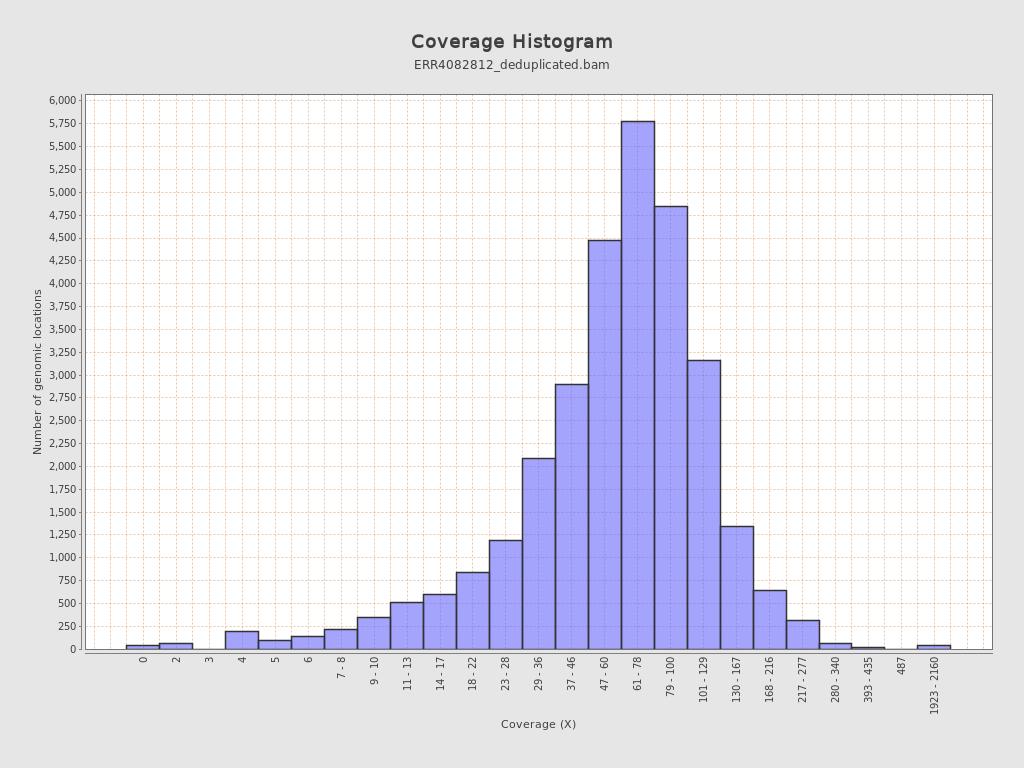 Coverage Histogram
ERR4082812_deduplicated.bam
Number of genomic locations
6,000
5,750
5,500
5,250
5,000
4,750
4,500
4,250
4,000
3,750
3,500
3,250
3,000
2,750
2,500
2,250
2,000
1,750
1,500
1,250
1,000
750
500
250
0
0
2
3
4
5
6
7 - 8
9 - 10
11 - 13
14 - 17
18 - 22
23 - 28
29 - 36
37 - 46
47 - 60
61 - 78
79 - 100
101 - 129
130 - 167
168 - 216
217 - 277
280 - 340
393 - 435
487
1923 - 2160
Coverage (X)